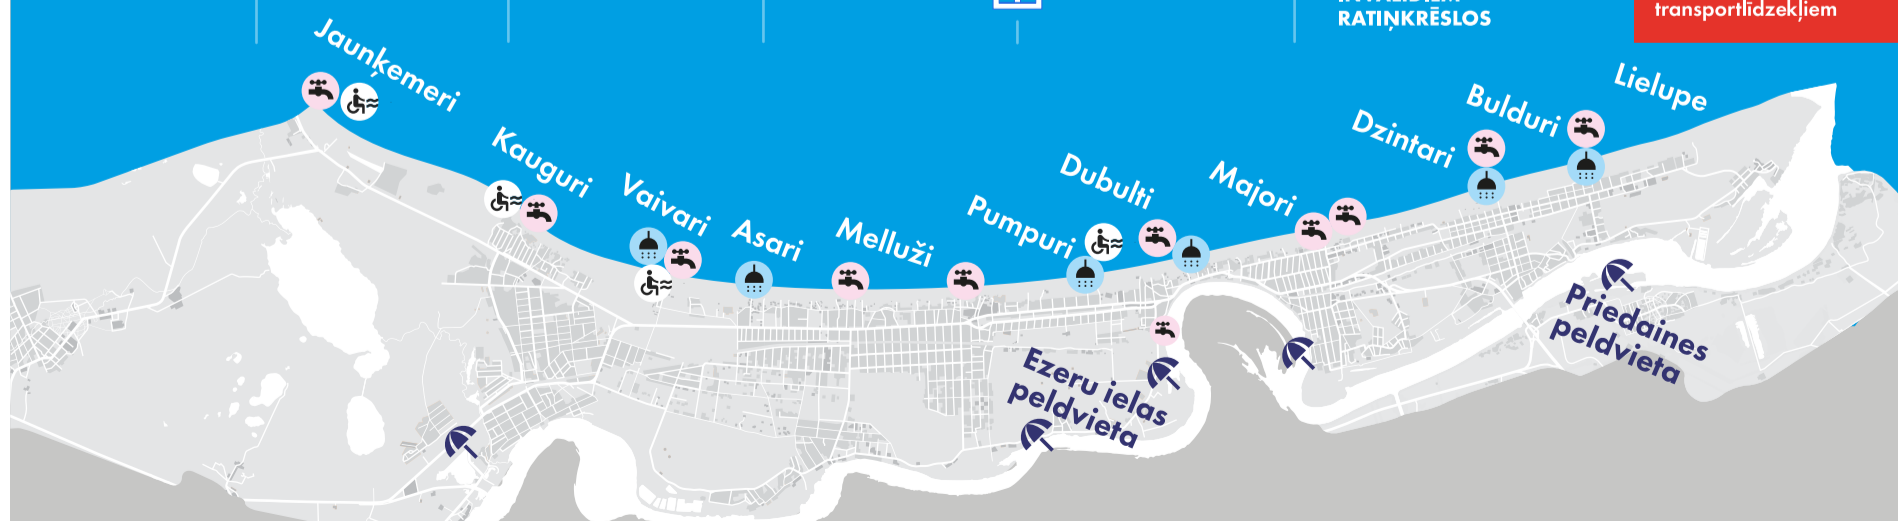 RATIŅKRĒSLOS
transportlīdzekļiem
Jaunķemeri
Kauguri
Vaivari
Asari
Melluži
Pumpuri
Dubulti
Majori
Dzintari
Bulduri
Lielupe
Priedaines
peldvieta
Ezeru ielas
peldvieta